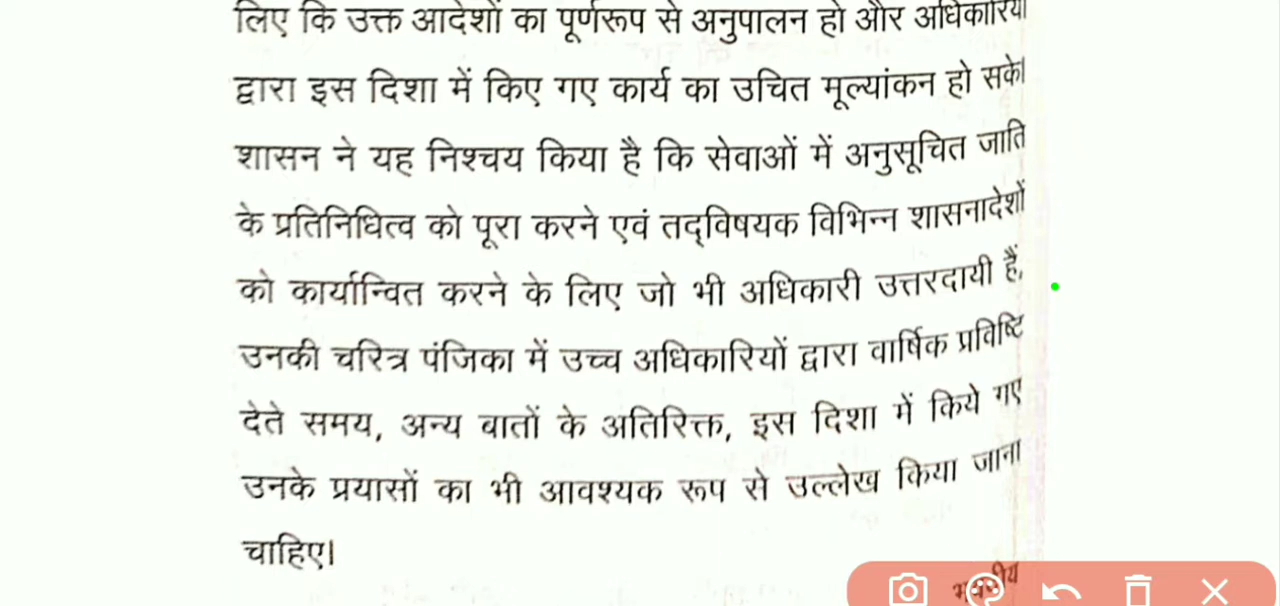 लिए कि उक्त आदेशों का पूर्णरूप से अनुपालन हो और अधिकारियों
द्वारा इस दिशा में किए गए कार्य का उचित मूल्यांकन हो सके।
शासन ने यह निश्चय किया है कि सेवाओं में अनुसूचित जाति
के प्रतिनिधित्व को पूरा करने एवं तद्विषयक विभिन्न शासनादेशों
को कार्यान्वित करने के लिए जो भी अधिकारी उत्तरदायी हैं,
उनकी चरित्र पंजिका में उच्च अधिकारियों द्वारा वार्षिक प्रविष्टि
देते समय, अन्य बातों के अतिरिक्त, इस दिशा में किये गए
उनके प्रयासों का भी आवश्यक रूप से उल्लेख किया जाना
चाहिए।